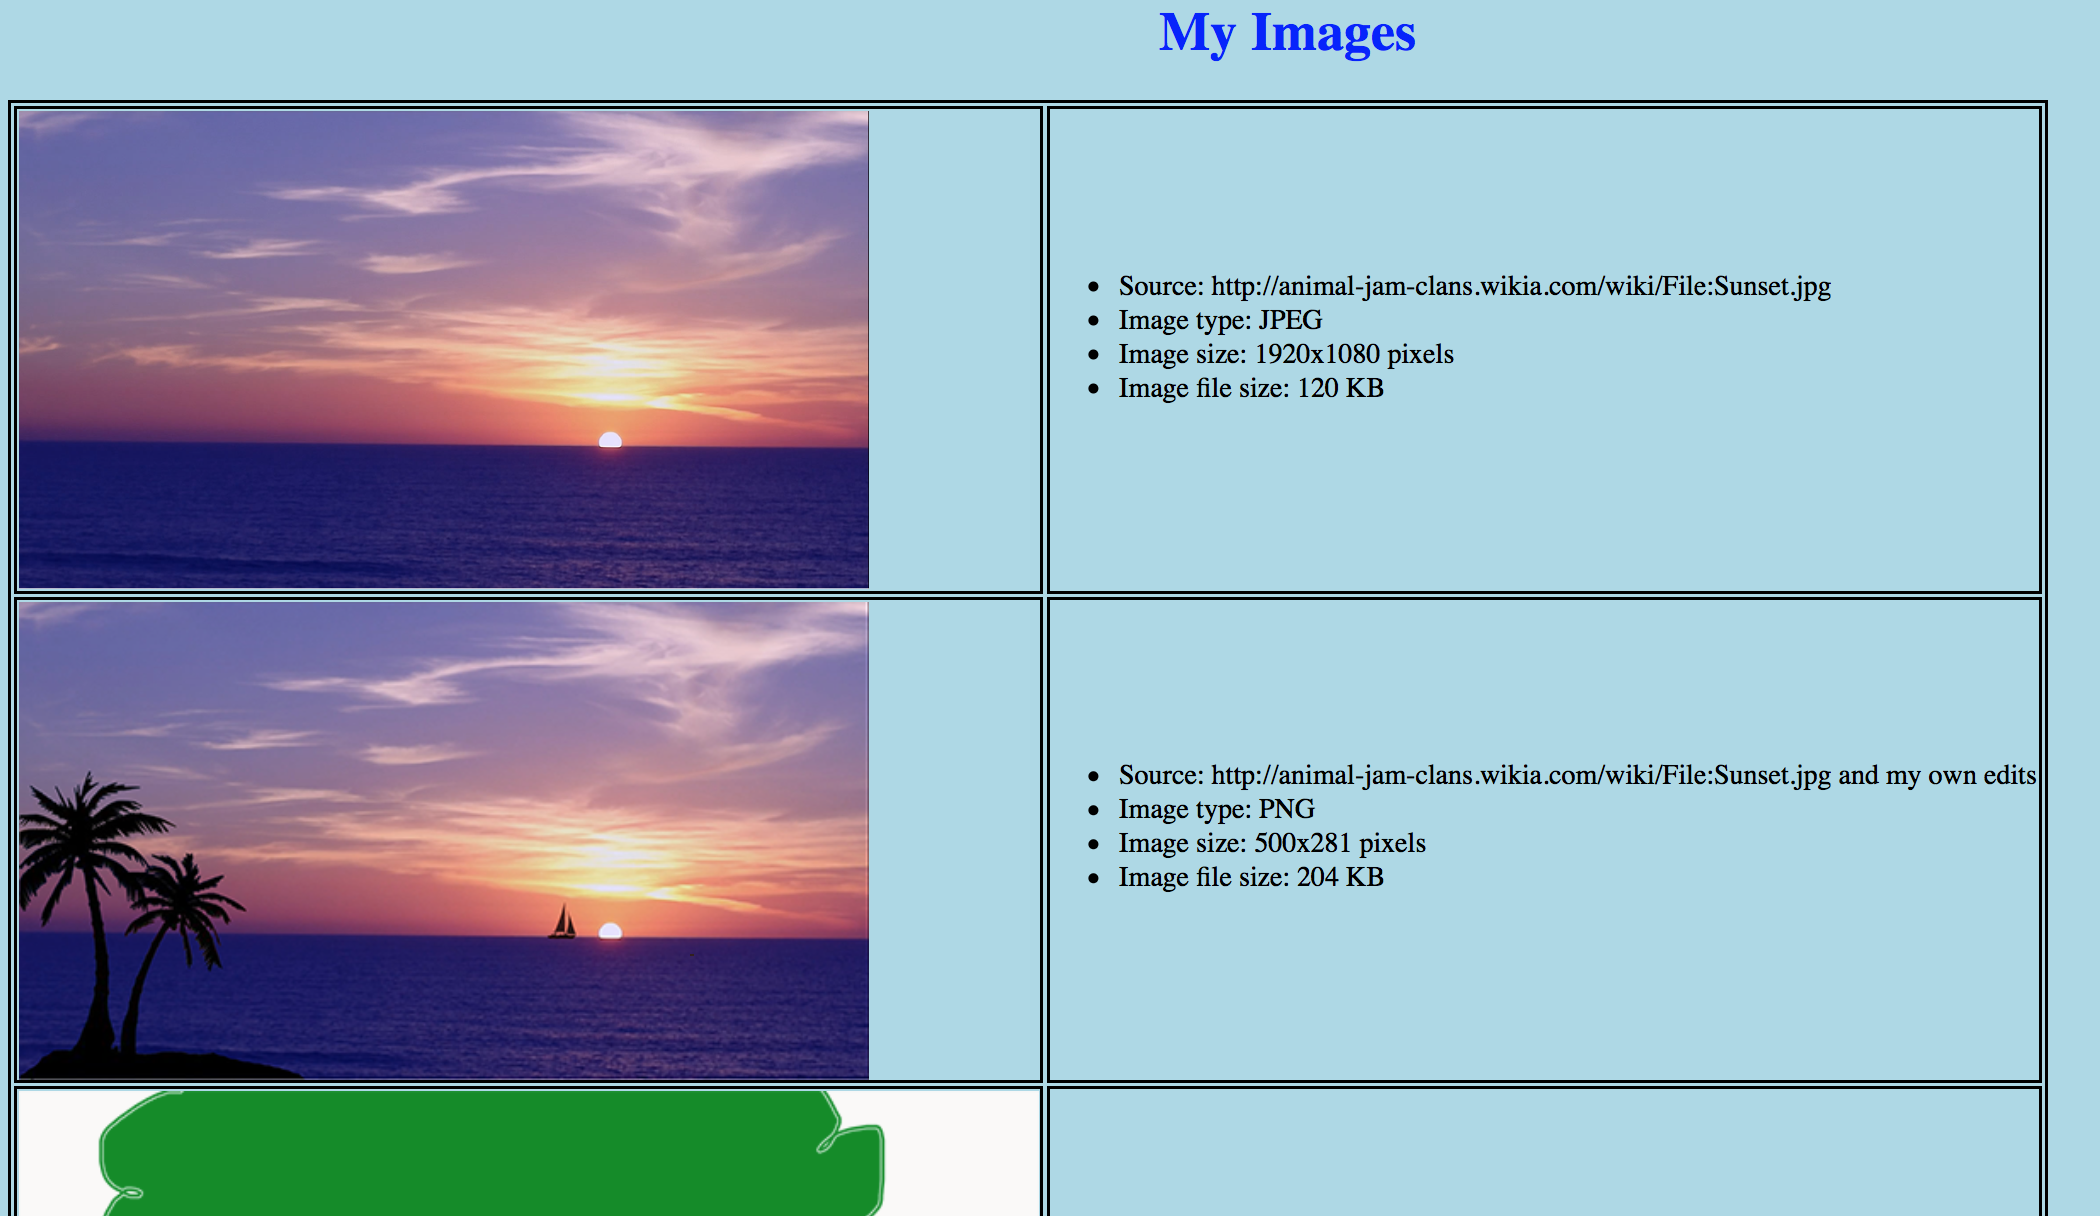 My Images
Source: http://animal-jam-clans.wikia.com/wiki/File:Sunset.jpg
Image type: JPEG
Image size: 1920x1080 pixels
Image file size: 120 KB
Source: http://animal-jam-clans.wikia.com/wiki/File:Sunset.jpg and my own edits
Image type: PNG
Image size: 500x281 pixels
Image file size: 204 KB